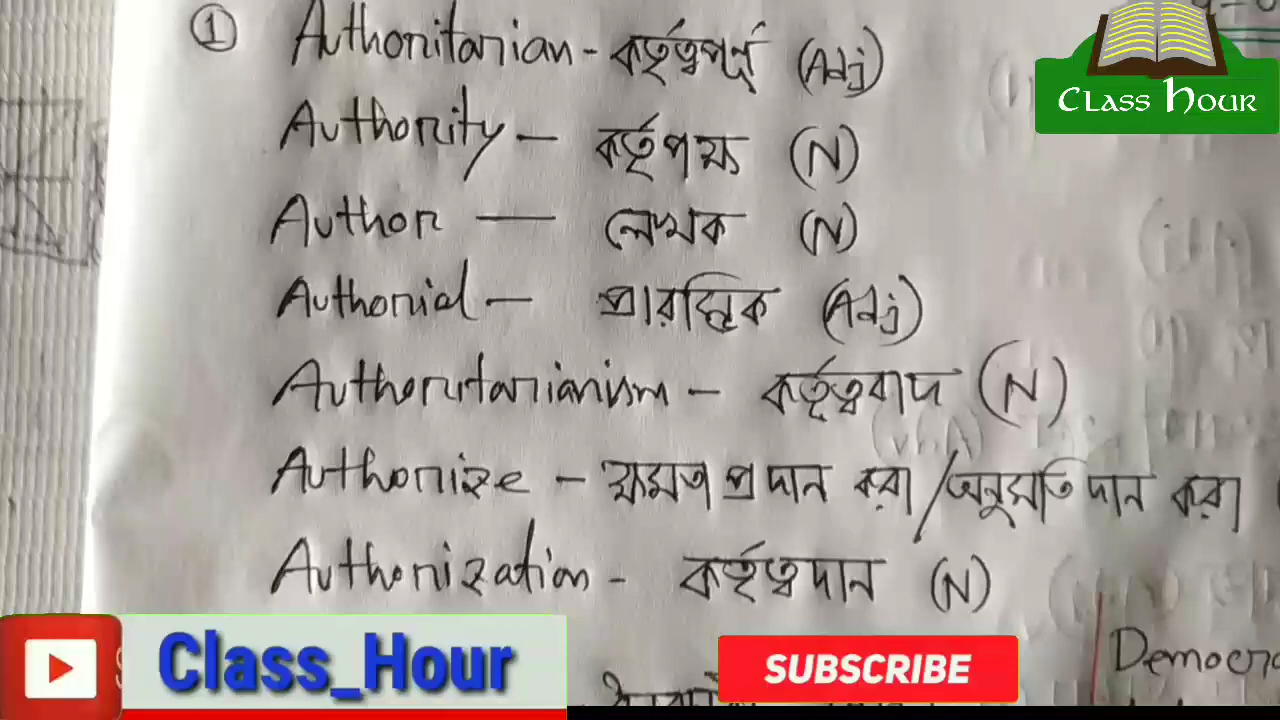 ① Authoritarian - কর্তৃত্বপূর্ণ (Adj)
CLASS HOUR
Authority – কর্তৃপক্ষ (N)
Author — লেখক (N)
Authorial — প্রারম্ভিক (Adj)
Authoritarianism – কর্তৃত্ববাদ (N)
Authorize – ক্ষমতা প্রদান করা/অনুমতি দান করা
Authorization - কর্তৃত্বদান (N)
Class_Hour
SUBSCRIBE